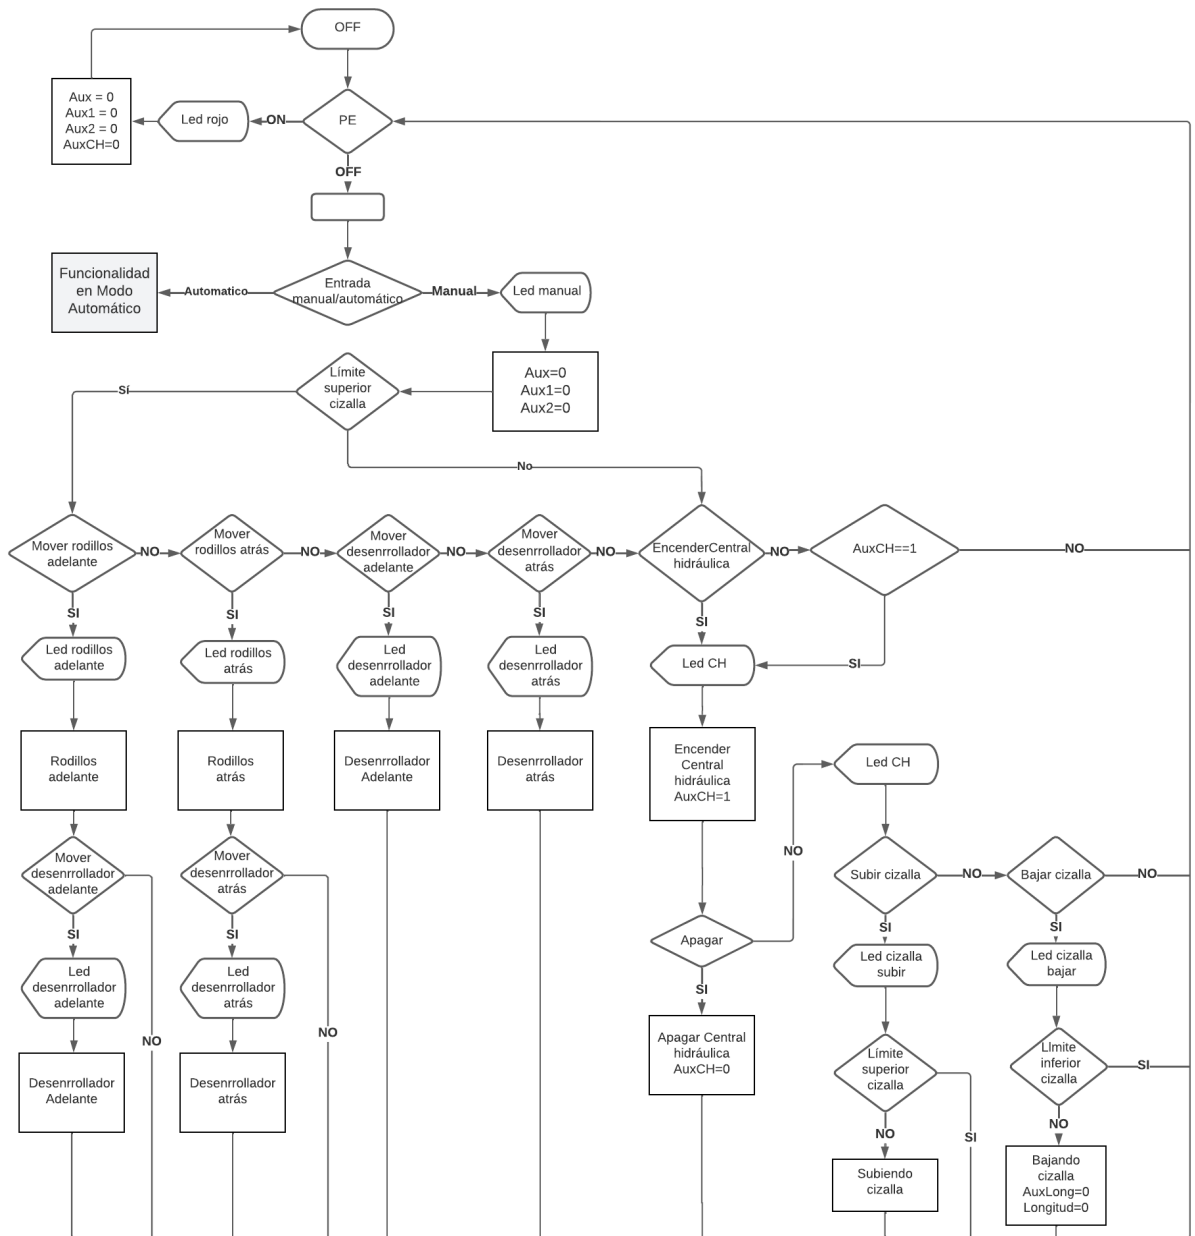 OFF
Aux = 0
Aux1 = 0
Aux2 = 0
AuxCH=0
Led rojo
ON
PE
OFF
Funcionalidad
en Modo
Automático
Automatico
Entrada
manual/automático
Manual
Led manual
Aux=0
Aux1=0
Aux2=0
Límite
superior
cizalla
Sí
No
Mover rodillos
adelante
NO
Mover
rodillos atrás
NO
Mover
desenrrollador
adelante
NO
Mover
desenrrollador
atrás
NO
EncenderCentral
hidráulica
NO
AuxCH==1
NO
SI
SI
SI
SI
SI
SI
Led rodillos
adelante
Led rodillos
atrás
Led
desenrrollador
adelante
Led
desenrrollador
atrás
Led CH
Rodillos
adelante
Rodillos
atrás
Desenrrollador
Adelante
Desenrrollador
atrás
Encender
Central
hidráulica
AuxCH=1
Led CH
NO
Mover
desenrrollador
adelante
Mover
desenrrollador
atrás
Subir cizalla
NO
Bajar cizalla
NO
SI
SI
Apagar
SI
SI
Led
desenrrollador
adelante
Led
desenrrollador
atrás
SI
Led cizalla
subir
Led cizalla
bajar
NO
NO
Apagar Central
hidráulica
AuxCH=0
Límite
superior
cizalla
LImite
inferior
cizalla
SI
Desenrrollador
Adelante
Desenrrollador
atrás
NO
SI
NO
Subiendo
cizalla
Bajando
cizalla
AuxLong=0
Longitud=0